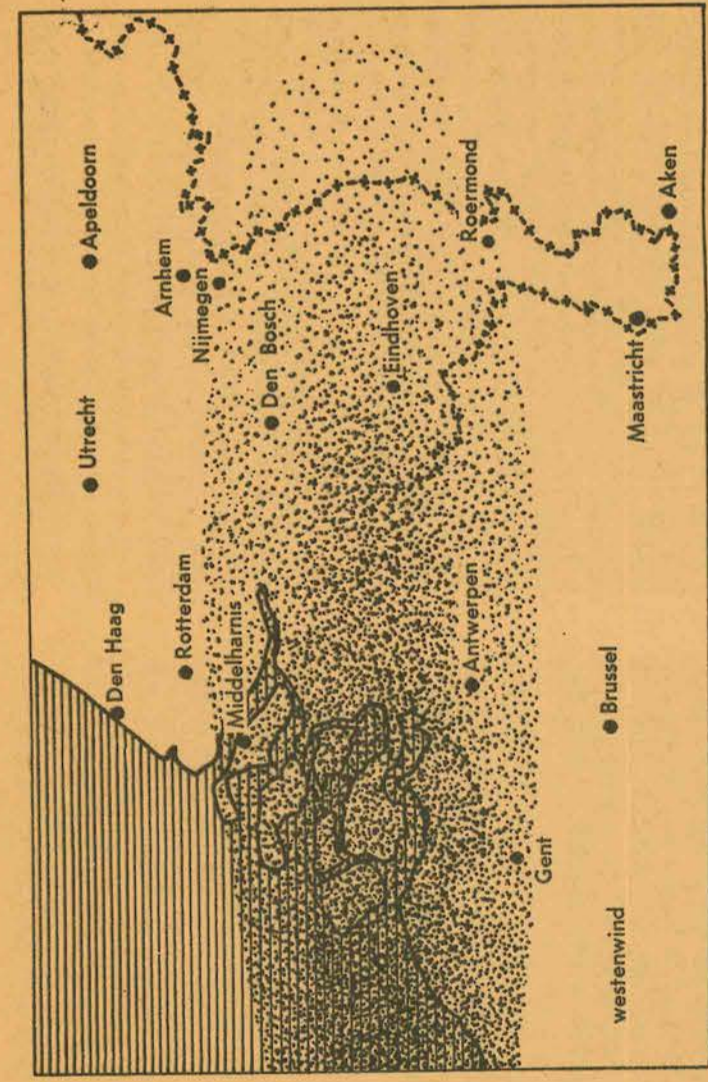 Apeldoorn
Den Haag
Utrecht
Rotterdam
Arnhem
Nijmegen
Middelharnis
Den Bosch
Eindhoven
Antwerpen
Roermond
Gent
Brussel
Maastricht
Aken
westenwind